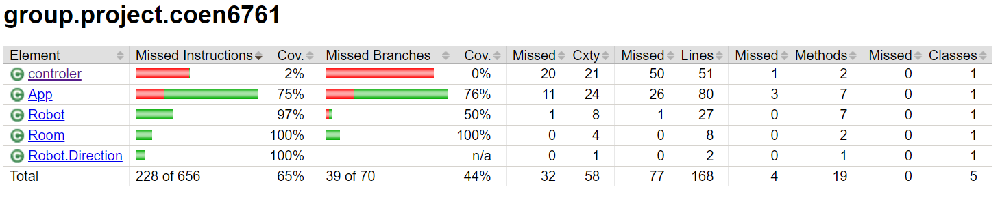 group.project.coen6761
Element Missed Instructions Cov. Missed Branches Cov. Missed Cxty Missed Lines Missed Methods Missed Classes
C controler 2% 0% 20 21 50 51 1 2 0 1
C App 75% 76% 11 24 26 80 3 7 0 1
C Robot 97% 50% 1 8 1 27 0 7 0 1
C Room 100% 100% 0 4 0 8 0 2 0 1
C Robot.Direction 100% n/a 0 1 0 2 0 1 0 1
Total 228 of 656 65% 39 of 70 44% 32 58 77 168 4 19 0 5